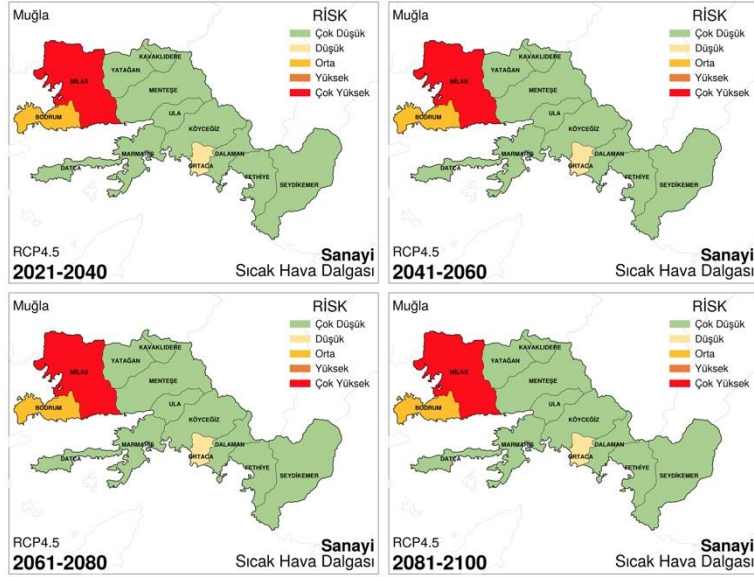 Muğla
RİSK
Çok Düşük
Düşük
Orta
Yüksek
Çok Yüksek
KAVAKLIDERE
YATAĞAN
MİLAS
MENTEŞE
BODRUM
ULA
KÖYCEĞİZ
MARMARİS
DALAMAN
DATÇA
ORTACA
FETHİYE
SEYDİKEMER
RCP4.5
2021-2040
Sanayi
Sıcak Hava Dalgası
Muğla
RİSK
Çok Düşük
Düşük
Orta
Yüksek
Çok Yüksek
KAVAKLIDERE
YATAĞAN
MİLAS
MENTEŞE
BODRUM
ULA
KÖYCEĞİZ
MARMARİS
DALAMAN
DATÇA
ORTACA
FETHİYE
SEYDİKEMER
RCP4.5
2041-2060
Sanayi
Sıcak Hava Dalgası
Muğla
RİSK
Çok Düşük
Düşük
Orta
Yüksek
Çok Yüksek
KAVAKLIDERE
YATAĞAN
MİLAS
MENTEŞE
BODRUM
ULA
KÖYCEĞİZ
MARMARİS
DALAMAN
DATÇA
ORTACA
FETHİYE
SEYDİKEMER
RCP4.5
2061-2080
Sanayi
Sıcak Hava Dalgası
Muğla
RİSK
Çok Düşük
Düşük
Orta
Yüksek
Çok Yüksek
KAVAKLIDERE
YATAĞAN
MİLAS
MENTEŞE
BODRUM
ULA
KÖYCEĞİZ
MARMARİS
DALAMAN
DATÇA
ORTACA
FETHİYE
SEYDİKEMER
RCP4.5
2081-2100
Sanayi
Sıcak Hava Dalgası